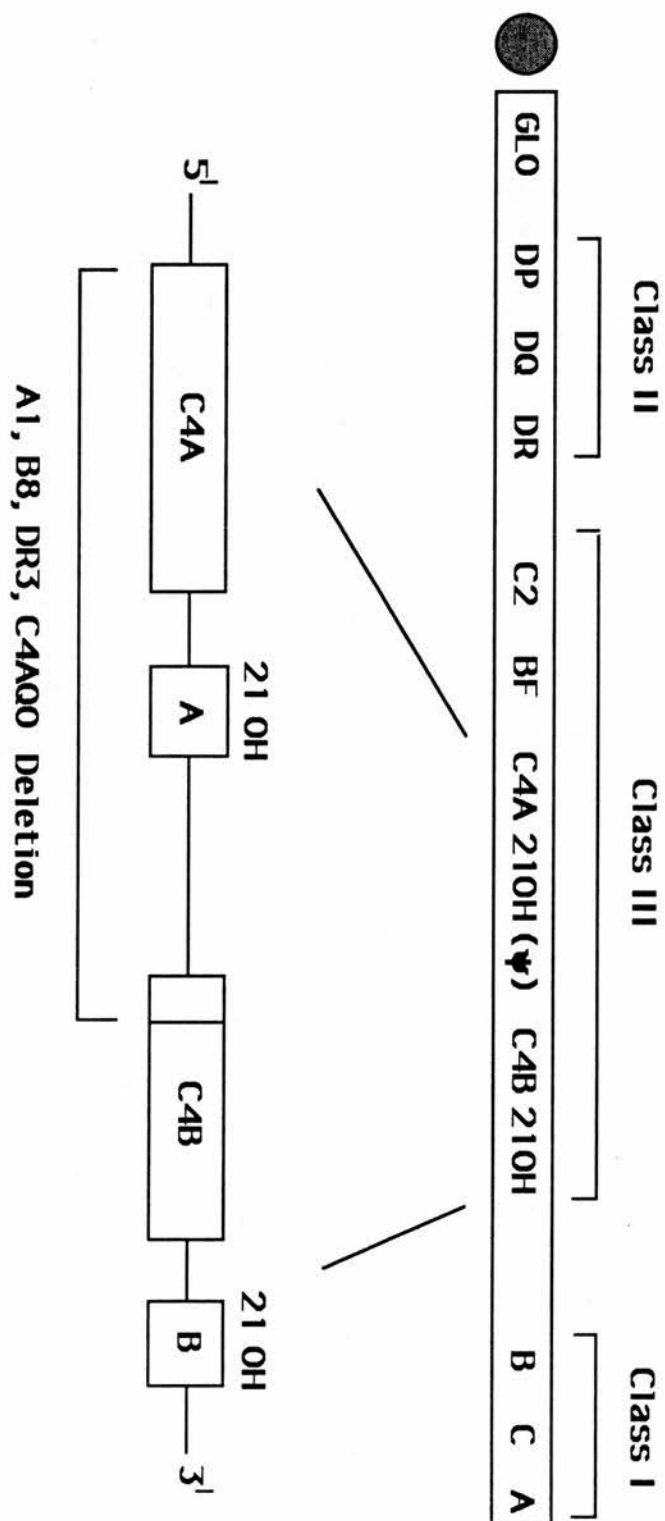 Class II Class III Class I
GLO DP DQ DR C2 BF C4A 21OH (ψ) C4B 21OH B C A
21 OH 21 OH
5' C4A A C4B B 3'
A1, B8, DR3, C4AQ0 Deletion